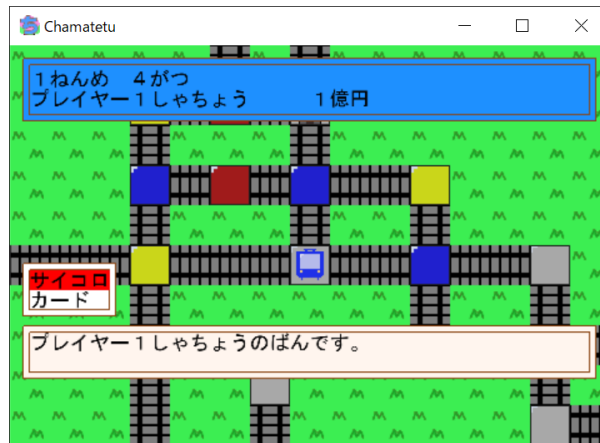 Chamatetu
1ねんめ 4がつ
プレイヤー1しゃちょう 1億円
サイコロ
カード
プレイヤー1しゃちょうのばんです。